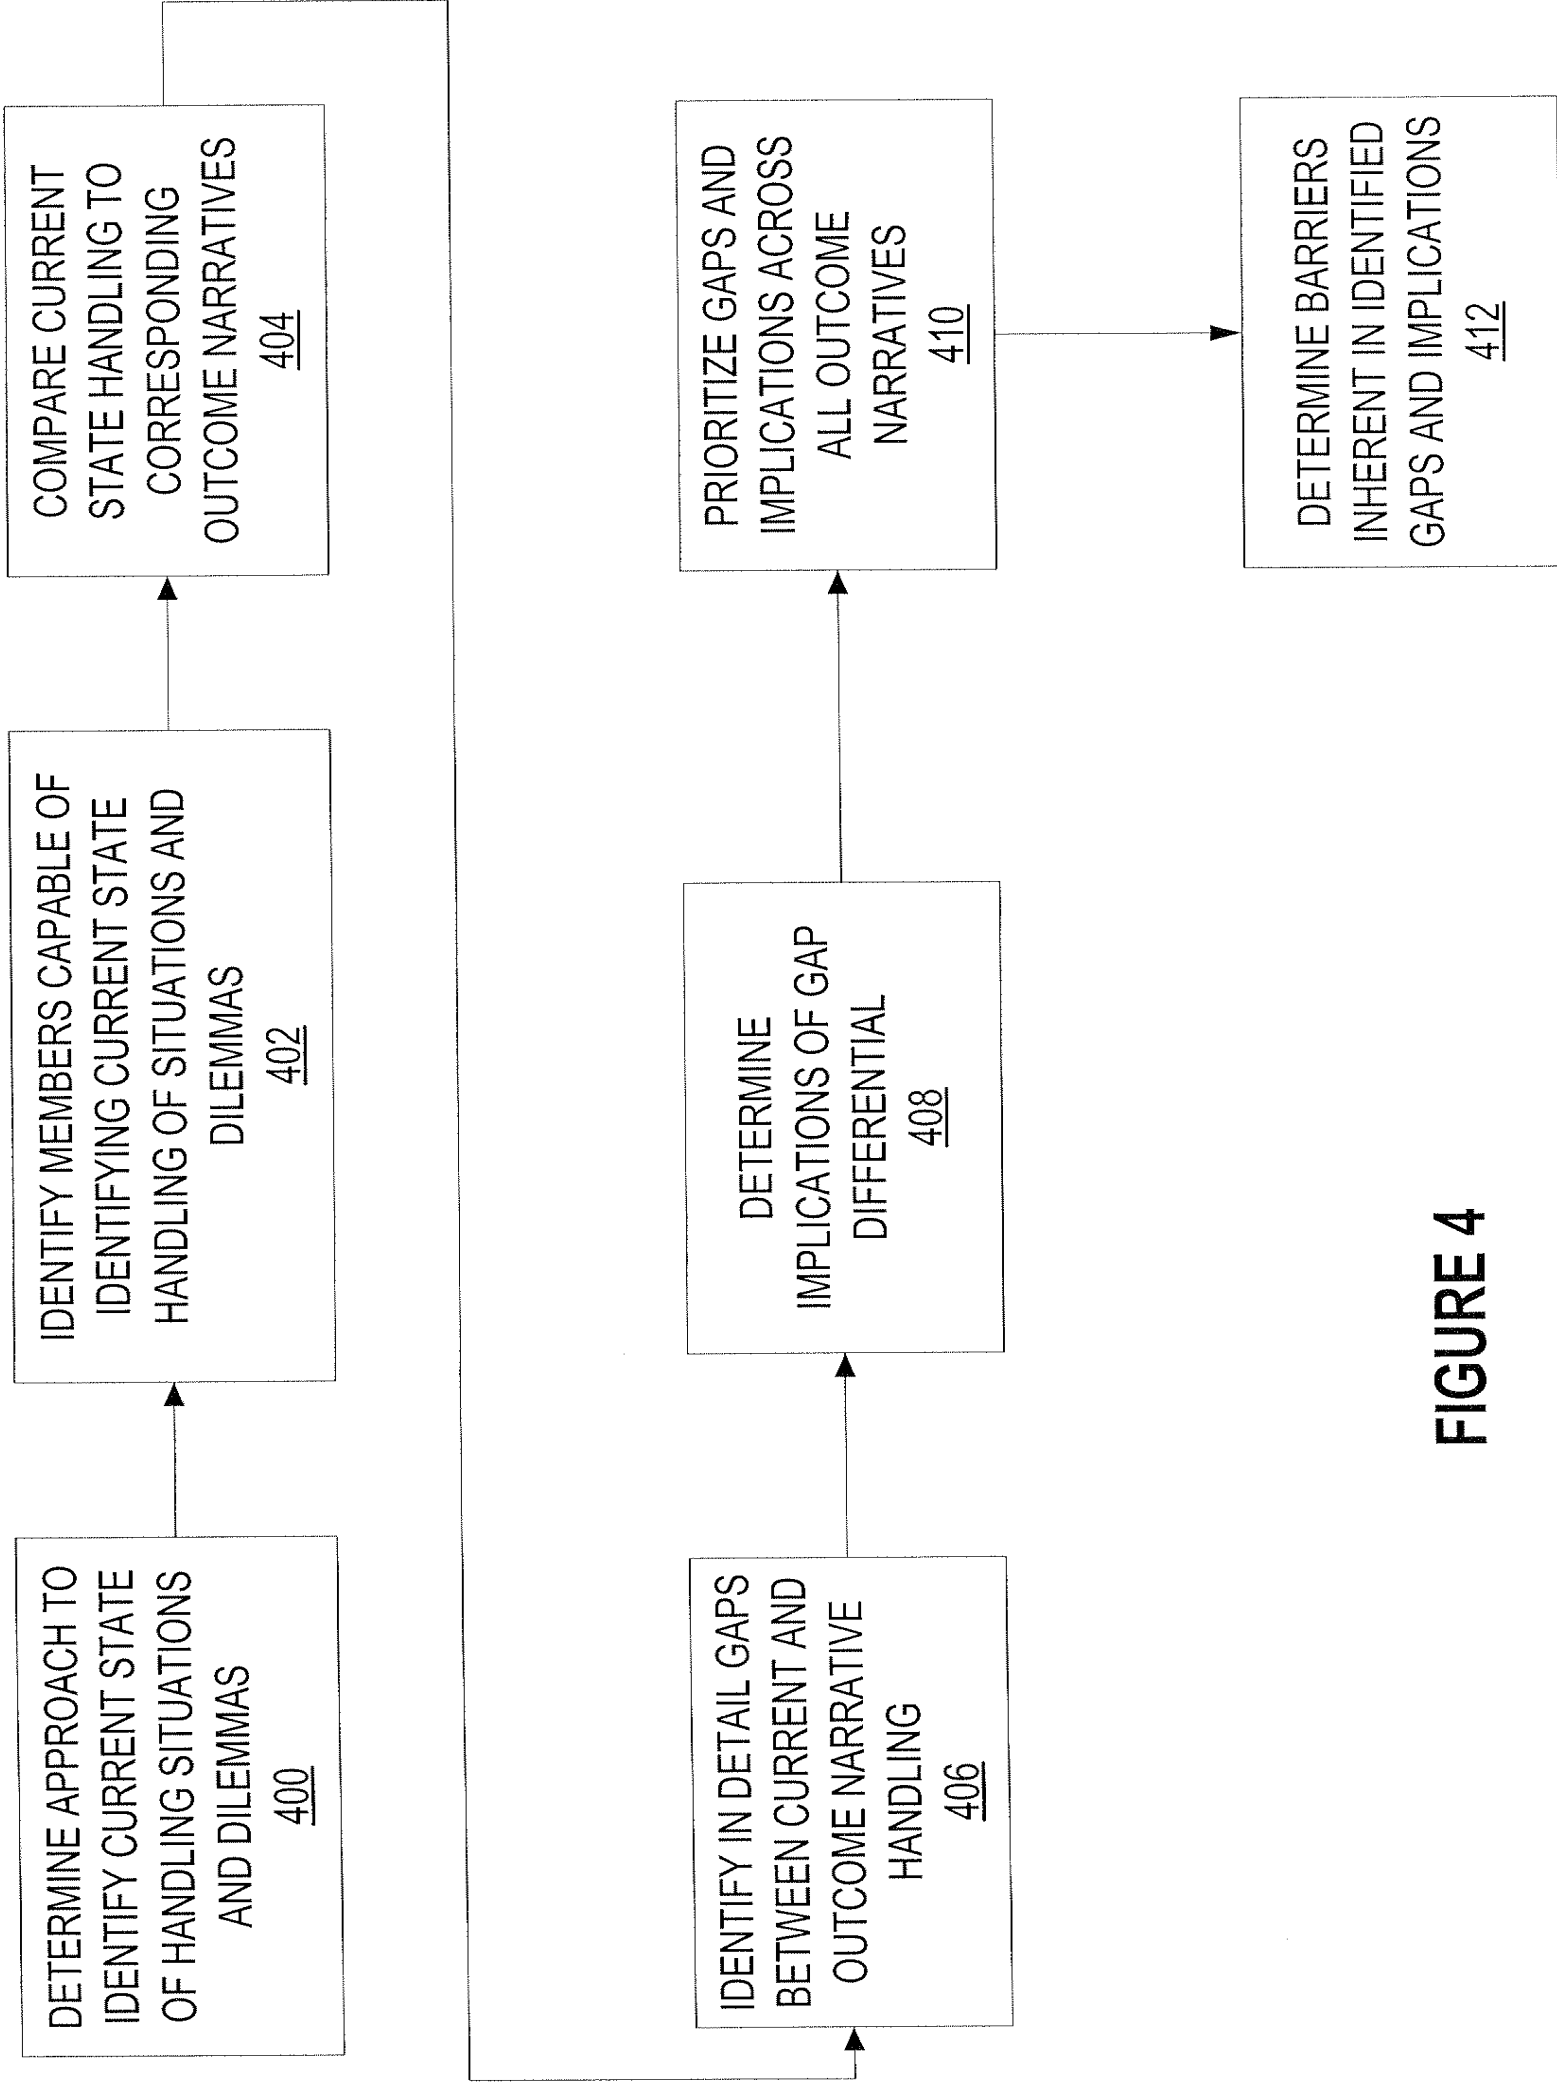 DETERMINE APPROACH TO
IDENTIFY CURRENT STATE
OF HANDLING SITUATIONS
AND DILEMMAS
400
IDENTIFY MEMBERS CAPABLE OF
IDENTIFYING CURRENT STATE
HANDLING OF SITUATIONS AND
DILEMMAS
402
COMPARE CURRENT
STATE HANDLING TO
CORRESPONDING
OUTCOME NARRATIVES
404
IDENTIFY IN DETAIL GAPS
BETWEEN CURRENT AND
OUTCOME NARRATIVE
HANDLING
406
DETERMINE
IMPLICATIONS OF GAP
DIFFERENTIAL
408
PRIORITIZE GAPS AND
IMPLICATIONS ACROSS
ALL OUTCOME
NARRATIVES
410
DETERMINE BARRIERS
INHERENT IN IDENTIFIED
GAPS AND IMPLICATIONS
412
FIGURE 4